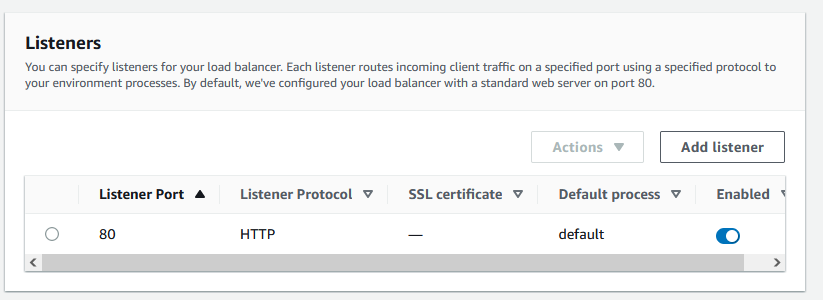 Listeners
You can specify listeners for your load balancer. Each listener routes incoming client traffic on a specified port using a specified protocol to
your environment processes. By default, we've configured your load balancer with a standard web server on port 80.
Actions Add listener
Listener Port Listener Protocol SSL certificate Default process Enabled
80 HTTP — default